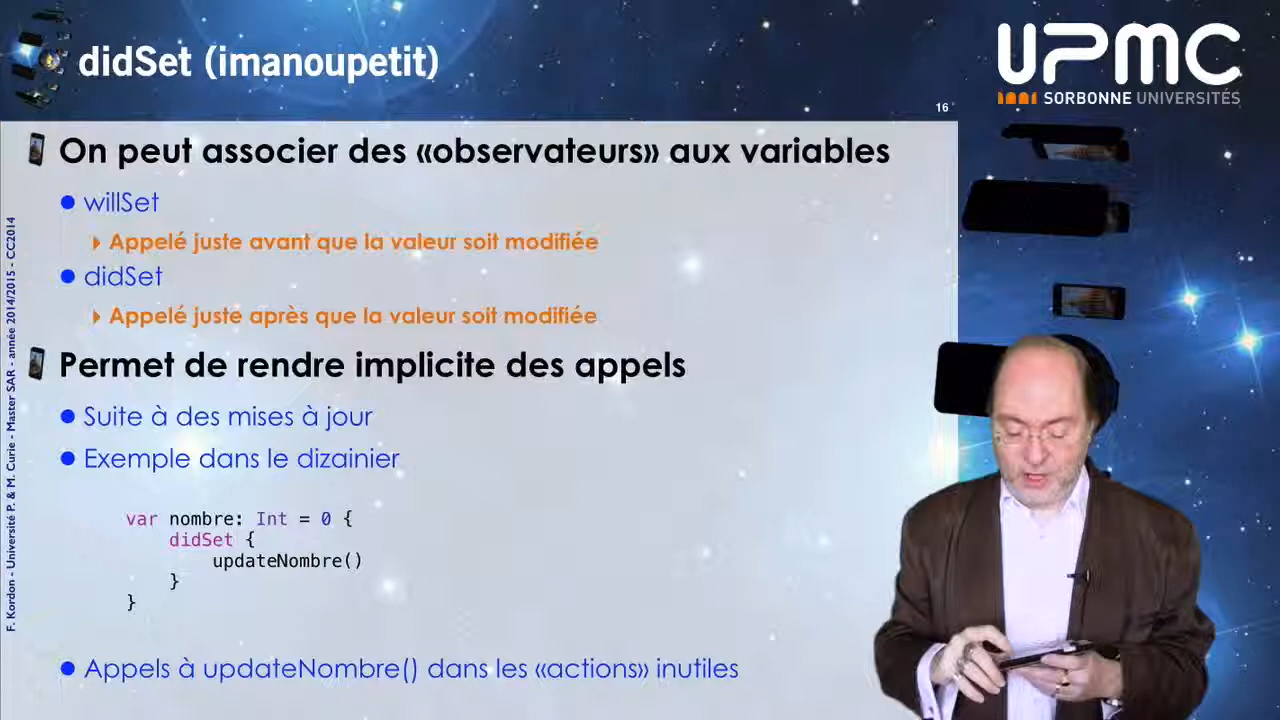 didSet (imanoupetit)
UPMC
SORBONNE UNIVERSITÉS
16
On peut associer des «observateurs» aux variables
willSet
Appelé juste avant que la valeur soit modifiée
didSet
Appelé juste après que la valeur soit modifiée
Permet de rendre implicite des appels
Suite à des mises à jour
Exemple dans le dizainier
var nombre: Int = 0 {
didSet {
updateNombre()
}
}
Appels à updateNombre() dans les «actions» inutiles
F. Kordon - Université P. & M. Curie - Master SAR - année 2014/2015 - CC2014